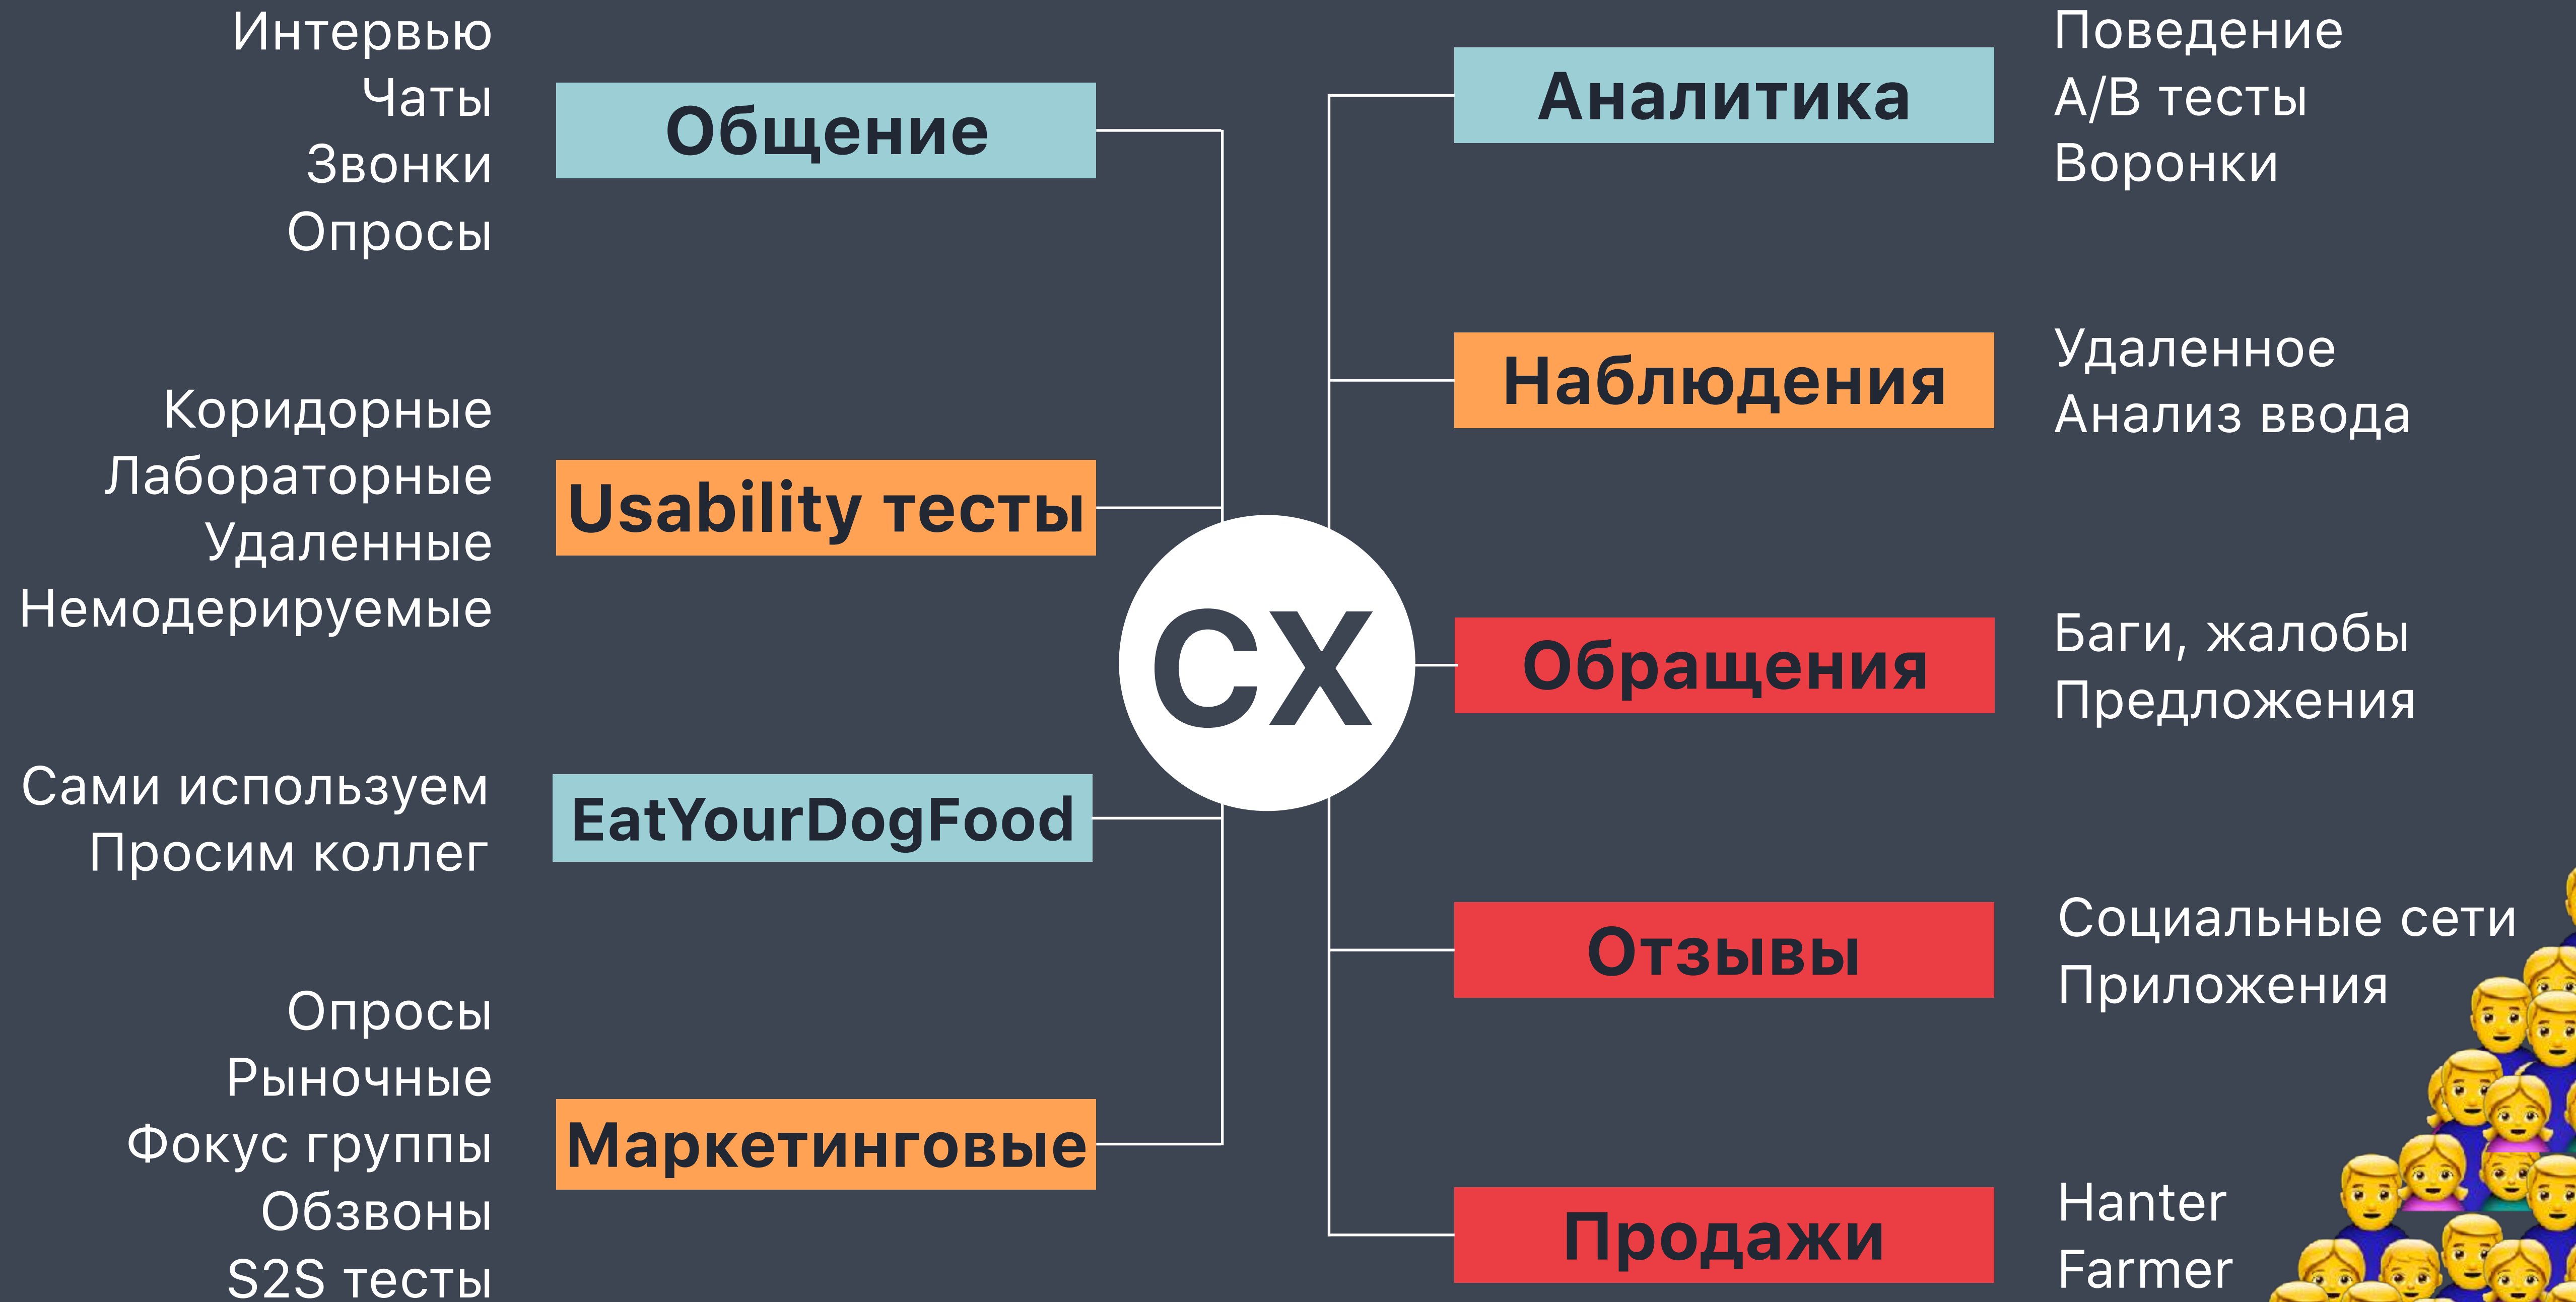 Интервью
Чаты
Звонки
Опросы
Общение
Коридорные
Лабораторные
Удаленные
Немодерируемые
Usability тесты
Сами используем
Просим коллег
EatYourDogFood
Опросы
Рыночные
Фокус группы
Обзвоны
S2S тесты
Маркетинговые
CX
Аналитика
Поведение
А/В тесты
Воронки
Наблюдения
Удаленное
Анализ ввода
Обращения
Баги, жалобы
Предложения
Отзывы
Социальные сети
Приложения
Продажи
Hanter
Farmer